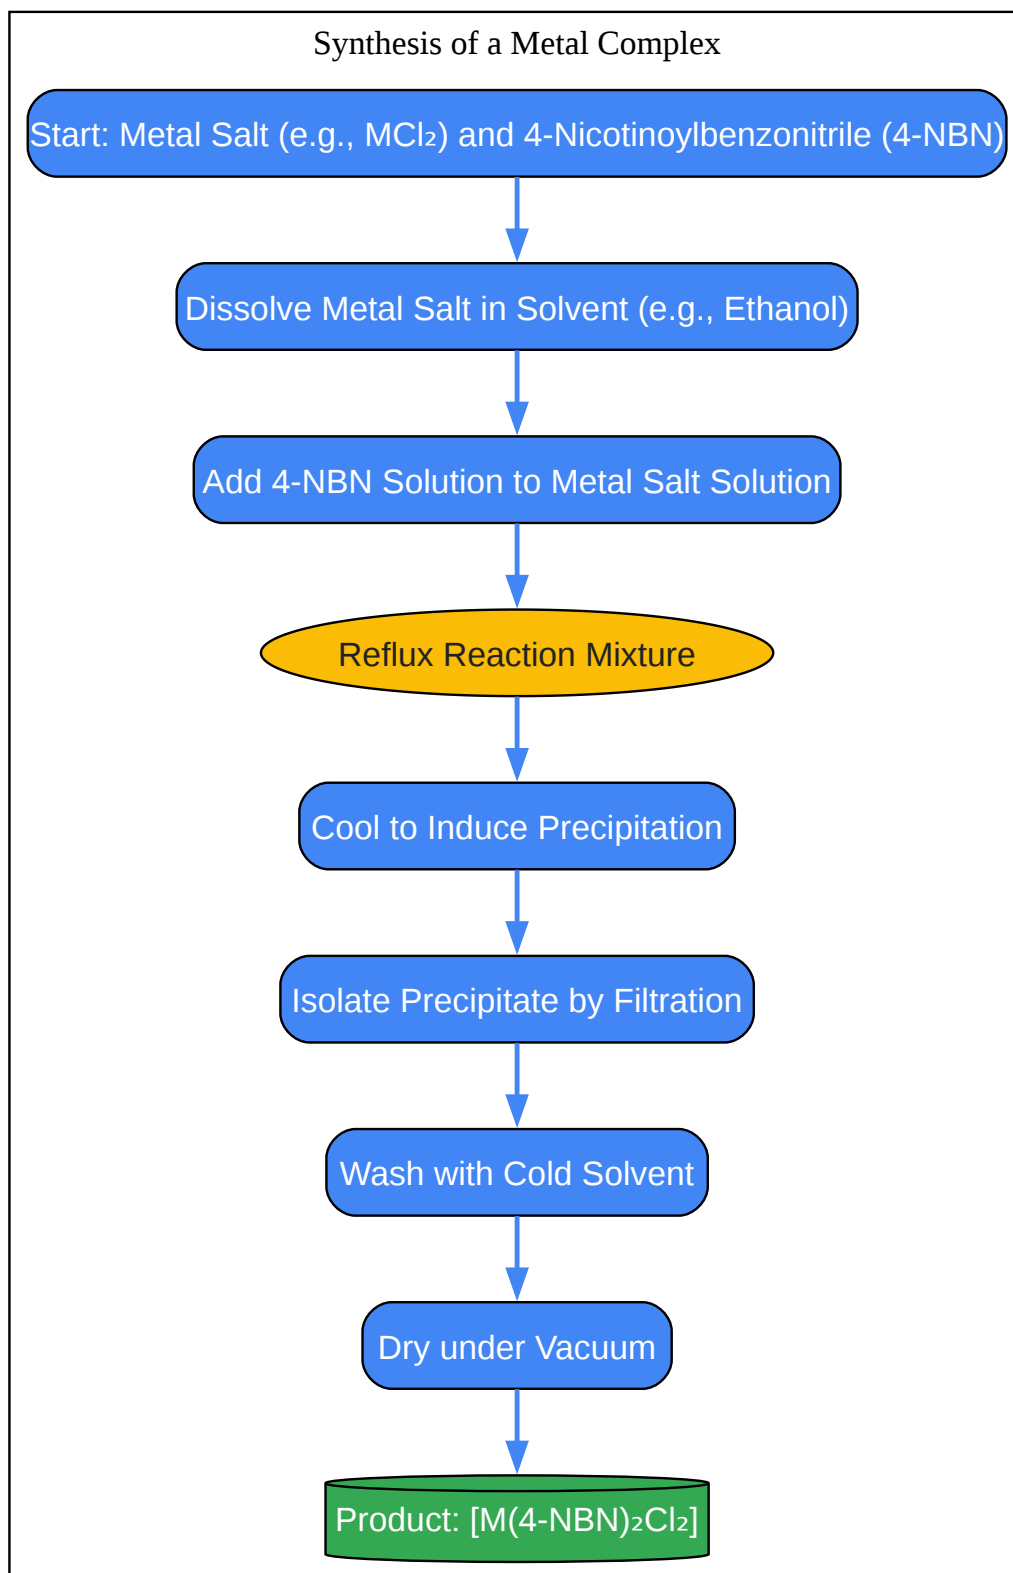 Synthesis of a Metal Complex
Start: Metal Salt (e.g., MCl₂) and 4-Nicotinoylbenzonitrile (4-NBN)
Dissolve Metal Salt in Solvent (e.g., Ethanol)
Add 4-NBN Solution to Metal Salt Solution
Reflux Reaction Mixture
Cool to Induce Precipitation
Isolate Precipitate by Filtration
Wash with Cold Solvent
Dry under Vacuum
Product: [M(4-NBN)₂Cl₂]